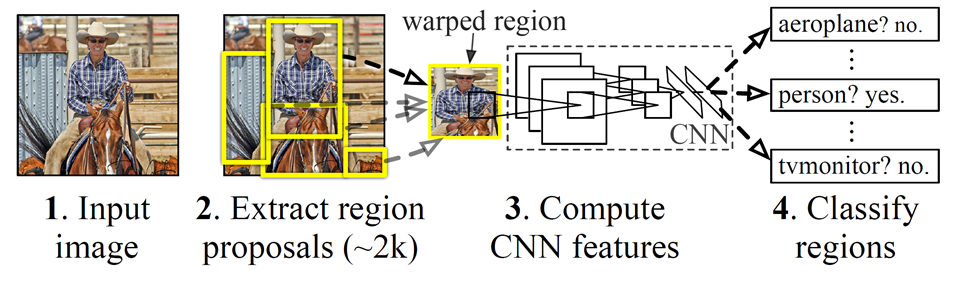 warped region
aeroplane? no.
person? yes.
CNN
tvmonitor? no.
1. Input
image
2. Extract region
proposals (~2k)
3. Compute
CNN features
4. Classify
regions